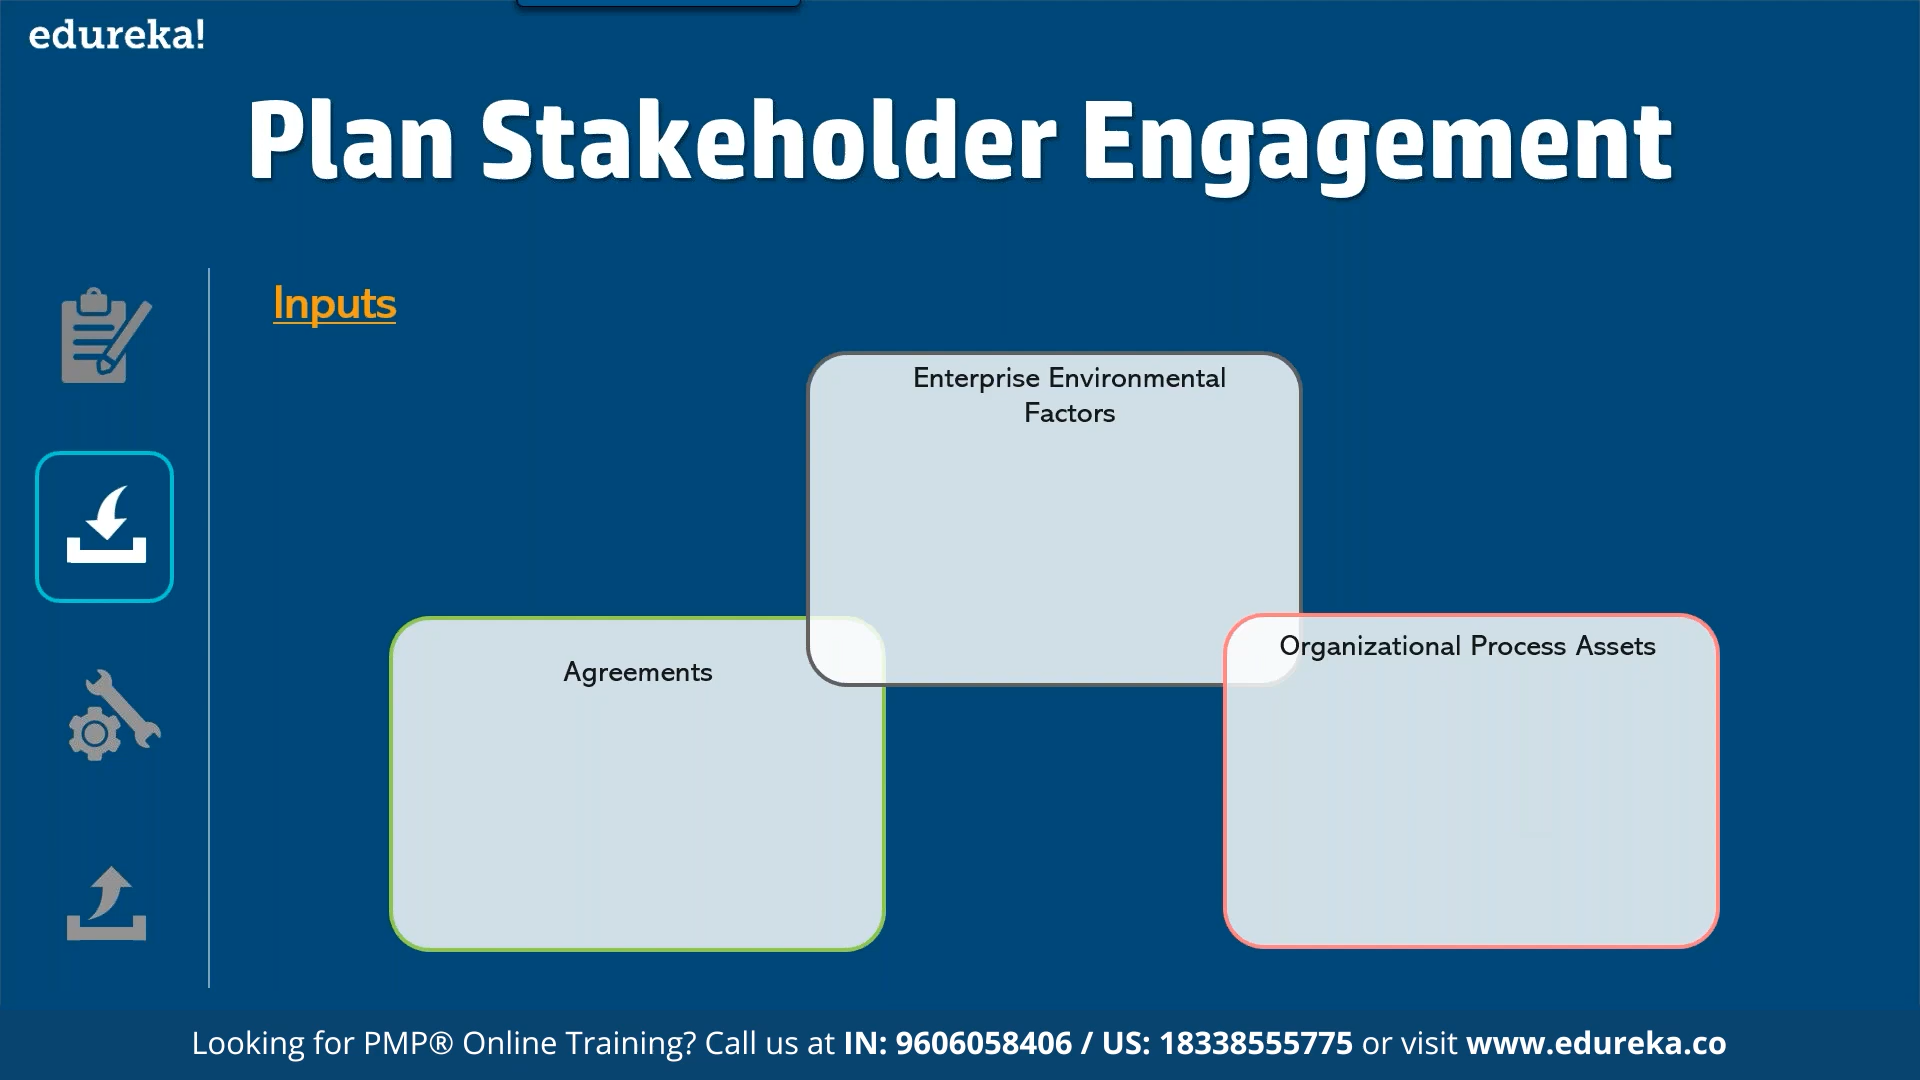 edureka!
Plan Stakeholder Engagement
Inputs
Enterprise Environmental
Factors
Agreements
Organizational Process Assets
Looking for PMP® Online Training? Call us at IN: 9606058406 / US: 18338555775 or visit www.edureka.co